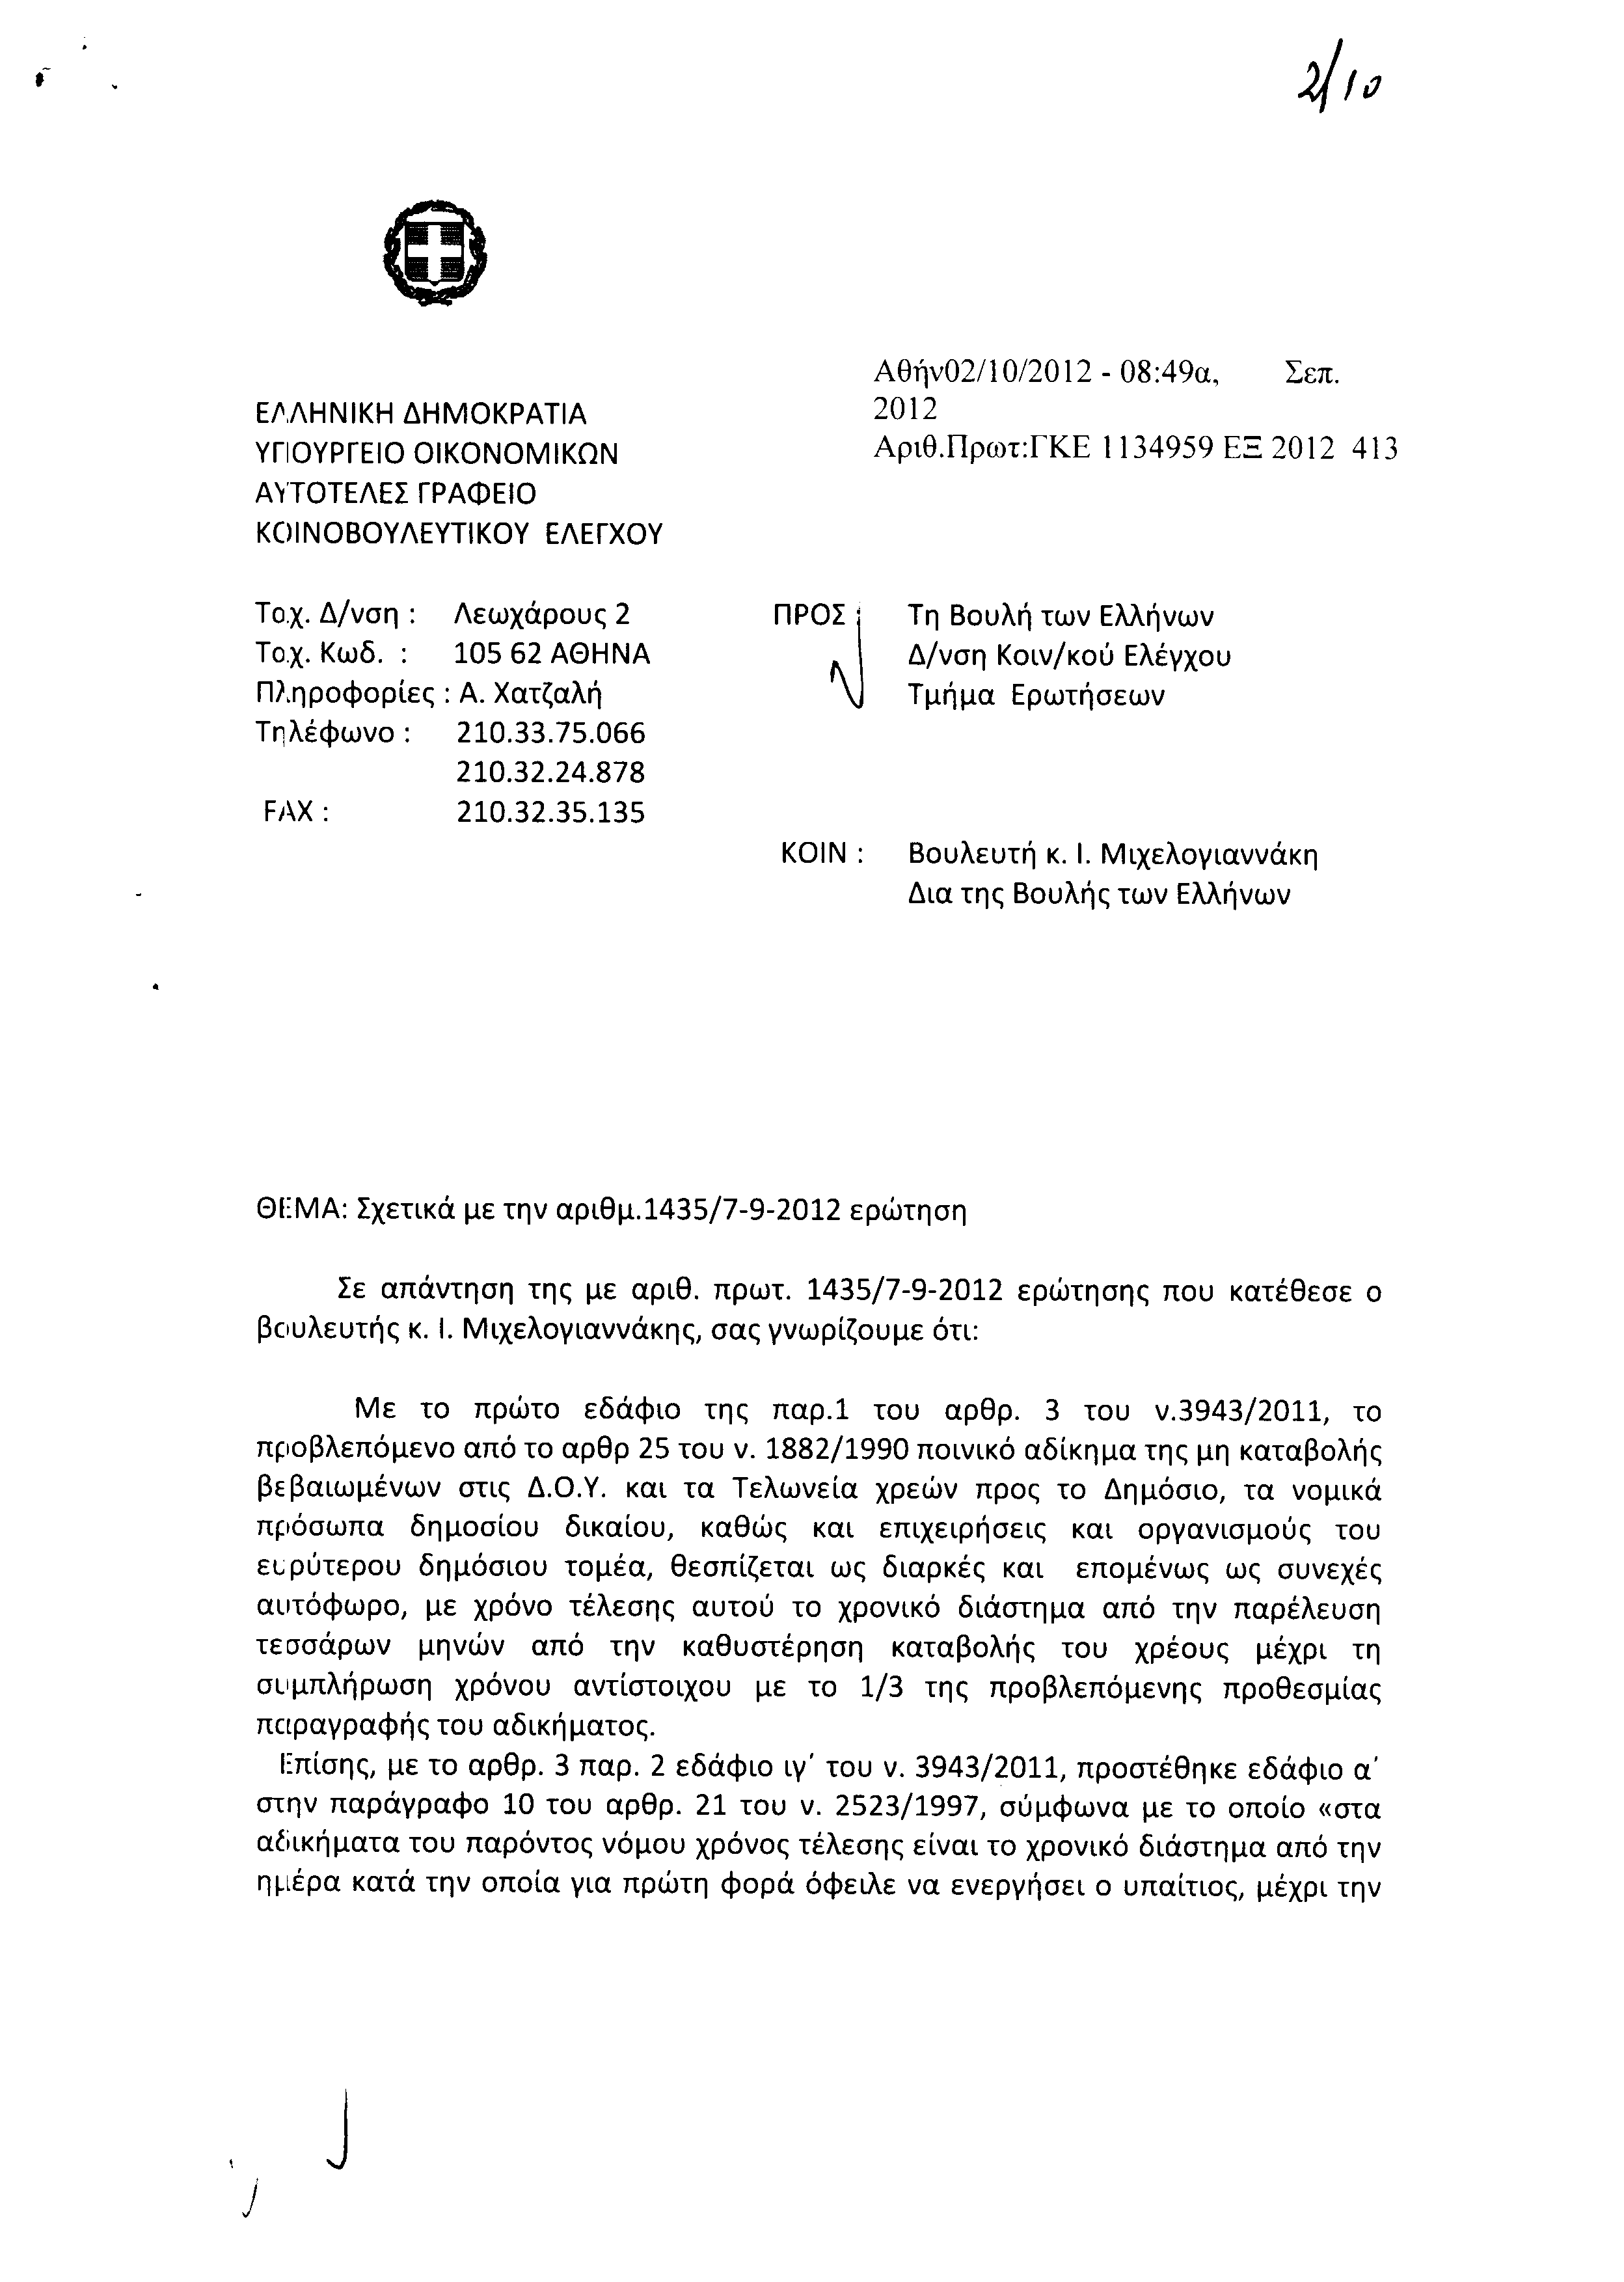 2/10
Αθήν02/10/2012 - 08:49α, Σεπ.
2012
Αριθ.Πρωτ:ΓΚΕ 1134959 ΕΞ 2012 413
ΕΛΛΗΝΙΚΗ ΔΗΜΟΚΡΑΤΙΑ
ΥΠΟΥΡΓΕΙΟ ΟΙΚΟΝΟΜΙΚΩΝ
ΑΥΤΟΤΕΛΕΣ ΓΡΑΦΕΙΟ
ΚΟΙΝΟΒΟΥΛΕΥΤΙΚΟΥ ΕΛΕΓΧΟΥ
Ταχ. Δ/νση : Λεωχάρους 2
Ταχ. Κωδ. : 105 62 ΑΘΗΝΑ
Πληροφορίες : Α. Χατζαλή
Τηλέφωνο : 210.33.75.066
210.32.24.878
FAX : 210.32.35.135
ΠΡΟΣ : Τη Βουλή των Ελλήνων
Δ/νση Κοιν/κού Ελέγχου
Τμήμα Ερωτήσεων
ΚΟΙΝ : Βουλευτή κ. Ι. Μιχελογιαννάκη
Δια της Βουλής των Ελλήνων
ΘΕΜΑ: Σχετικά με την αριθμ.1435/7-9-2012 ερώτηση
Σε απάντηση της με αριθ. πρωτ. 1435/7-9-2012 ερώτησης που κατέθεσε ο
βουλευτής κ. Ι. Μιχελογιαννάκης, σας γνωρίζουμε ότι:
Με το πρώτο εδάφιο της παρ.1 του αρθρ. 3 του ν.3943/2011, το
προβλεπόμενο από το αρθρ 25 του ν. 1882/1990 ποινικό αδίκημα της μη καταβολής
βεβαιωμένων στις Δ.Ο.Υ. και τα Τελωνεία χρεών προς το Δημόσιο, τα νομικά
πρόσωπα δημοσίου δικαίου, καθώς και επιχειρήσεις και οργανισμούς του
ευρύτερου δημόσιου τομέα, θεσπίζεται ως διαρκές και επομένως ως συνεχές
αυτόφωρο, με χρόνο τέλεσης αυτού το χρονικό διάστημα από την παρέλευση
τεσσάρων μηνών από την καθυστέρηση καταβολής του χρέους μέχρι τη
συμπλήρωση χρόνου αντίστοιχου με το 1/3 της προβλεπόμενης προθεσμίας
παραγραφής του αδικήματος.
Επίσης, με το αρθρ. 3 παρ. 2 εδάφιο ιγ' του ν. 3943/2011, προστέθηκε εδάφιο α'
στην παράγραφο 10 του αρθρ. 21 του ν. 2523/1997, σύμφωνα με το οποίο «στα
αδικήματα του παρόντος νόμου χρόνος τέλεσης είναι το χρονικό διάστημα από την
ημέρα κατά την οποία για πρώτη φορά όφειλε να ενεργήσει ο υπαίτιος, μέχρι την